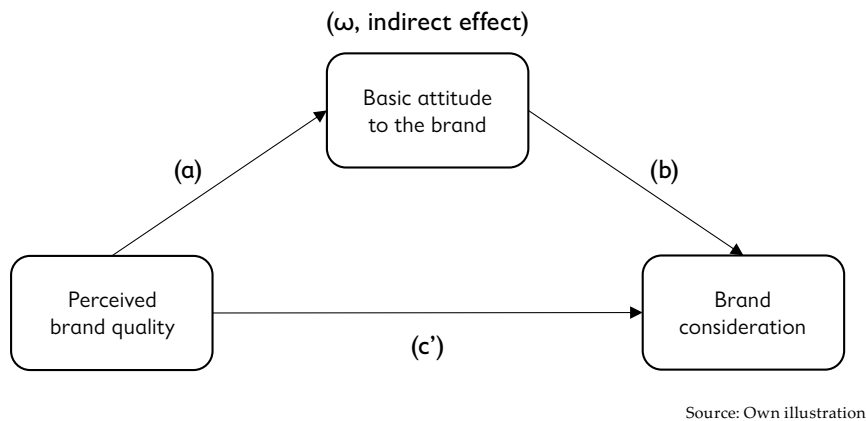 (ω, indirect effect)
Basic attitude
to the brand
(a)
(b)
Perceived
brand quality
Brand
consideration
(c’)
Source: Own illustration